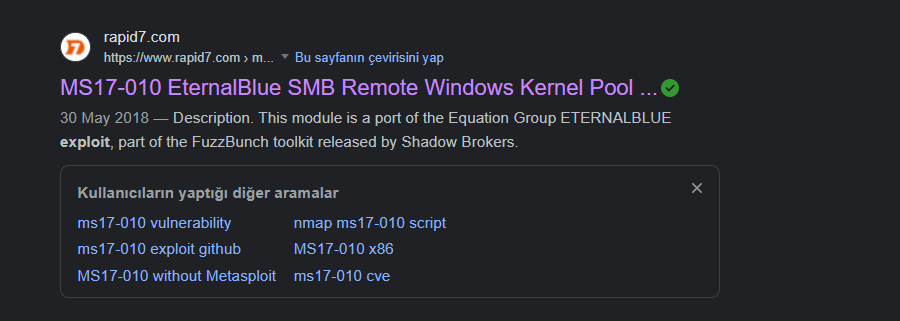 rapid7.com
https://www.rapid7.com › m... Bu sayfanın çevirisini yap
MS17-010 EternalBlue SMB Remote Windows Kernel Pool ...
30 May 2018 — Description. This module is a port of the Equation Group ETERNALBLUE
exploit, part of the FuzzBunch toolkit released by Shadow Brokers.
Kullanıcıların yaptığı diğer aramalar
ms17-010 vulnerability nmap ms17-010 script
ms17-010 exploit github MS17-010 x86
MS17-010 without Metasploit ms17-010 cve